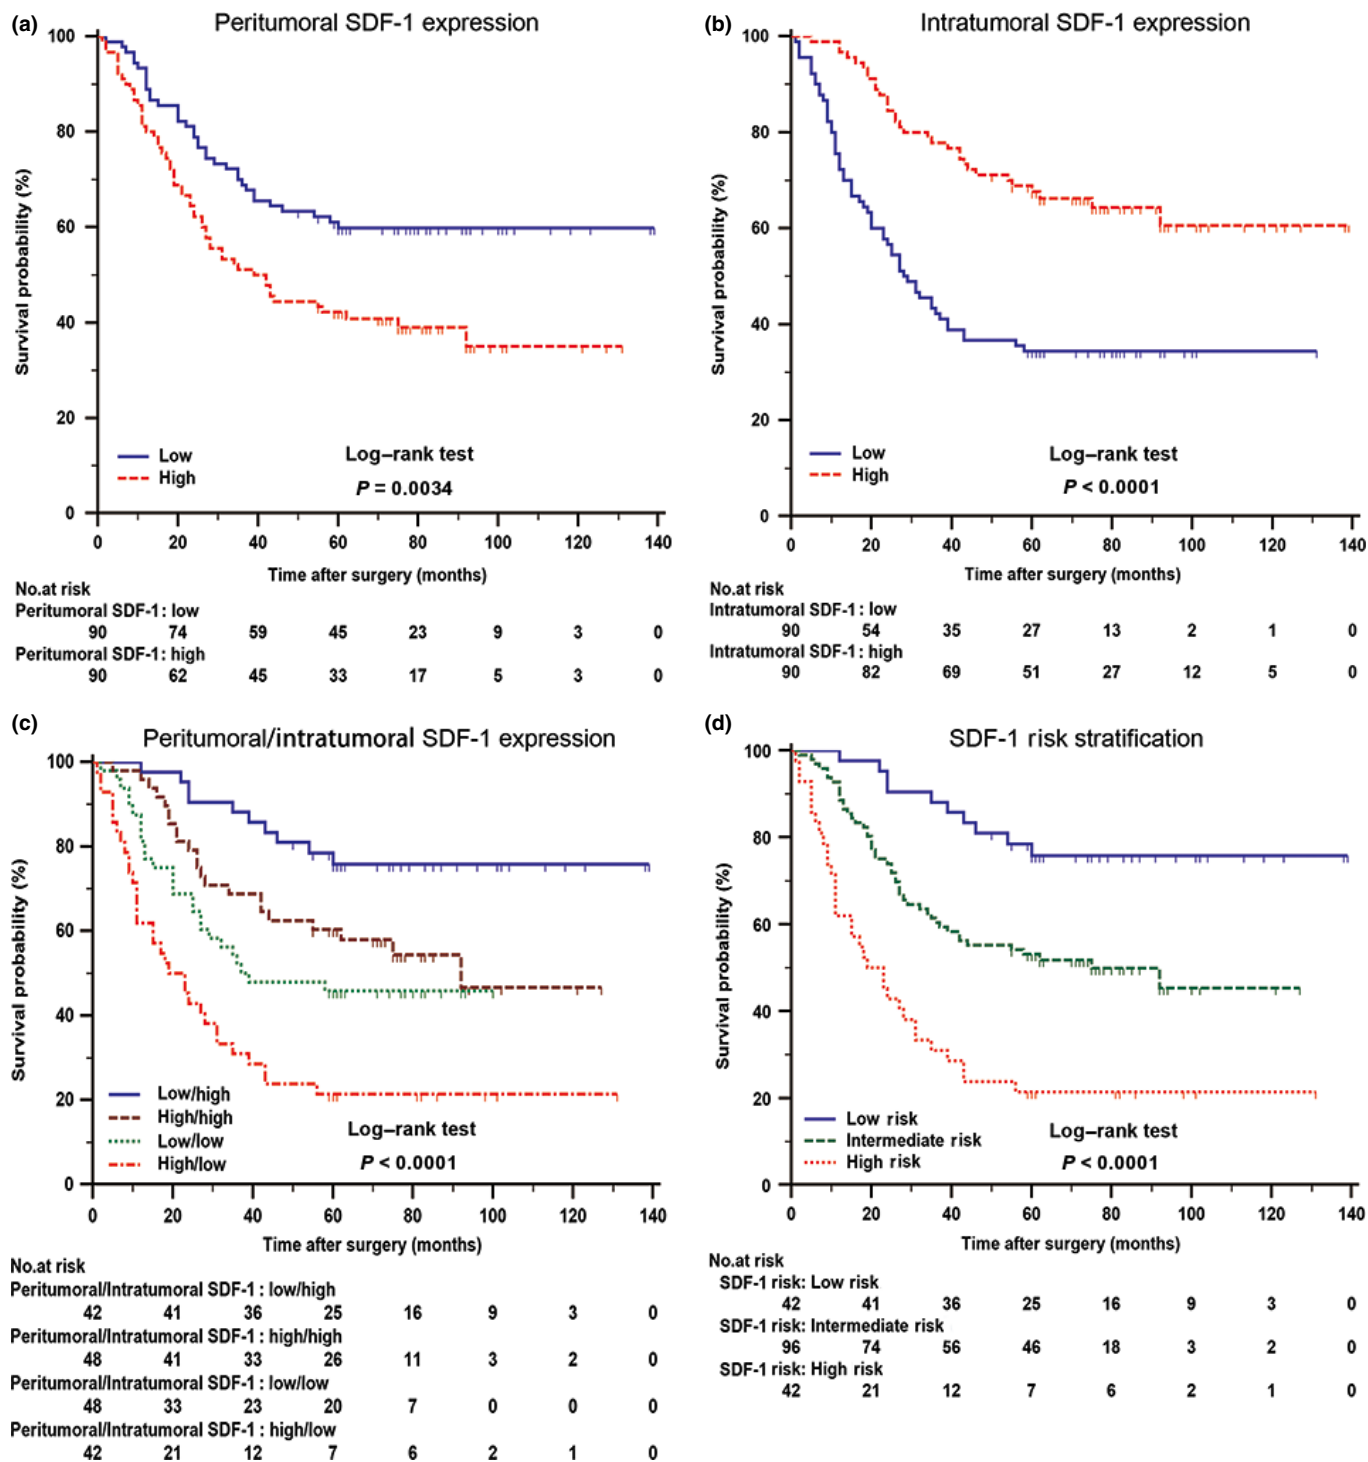 (a) Peritumoral SDF-1 expression
100
80
60
40
20
0
Survival probability (%)
Low
High
Log–rank test
P = 0.0034
0 20 40 60 80 100 120 140
Time after surgery (months)
No.at risk
Peritumoral SDF-1 : low
90 74 59 45 23 9 3 0
Peritumoral SDF-1: high
90 62 45 33 17 5 3 0
(b) Intratumoral SDF-1 expression
100
80
60
40
20
0
Survival probability (%)
Low
High
Log–rank test
P < 0.0001
0 20 40 60 80 100 120 140
Time after surgery (months)
No.at risk
Intratumoral SDF-1 : low
90 54 35 27 13 2 1 0
Intratumoral SDF-1 : high
90 82 69 51 27 12 5 0
(c) Peritumoral/intratumoral SDF-1 expression
100
80
60
40
20
0
Survival probability (%)
Low/high
High/high
Low/low
High/low
Log–rank test
P < 0.0001
0 20 40 60 80 100 120 140
Time after surgery (months)
No.at risk
Peritumoral/Intratumoral SDF-1 : low/high
42 41 36 25 16 9 3 0
Peritumoral/Intratumoral SDF-1 : high/high
48 41 33 26 11 3 2 0
Peritumoral/Intratumoral SDF-1 : low/low
48 33 23 20 7 0 0 0
Peritumoral/Intratumoral SDF-1 : high/low
42 21 12 7 6 2 1 0
(d) SDF-1 risk stratification
100
80
60
40
20
0
Survival probability (%)
Low risk
Intermediate risk
High risk
Log–rank test
P < 0.0001
0 20 40 60 80 100 120 140
Time after surgery (months)
No.at risk
SDF-1 risk: Low risk
42 41 36 25 16 9 3 0
SDF-1 risk: Intermediate risk
96 74 56 46 18 3 2 0
SDF-1 risk: High risk
42 21 12 7 6 2 1 0